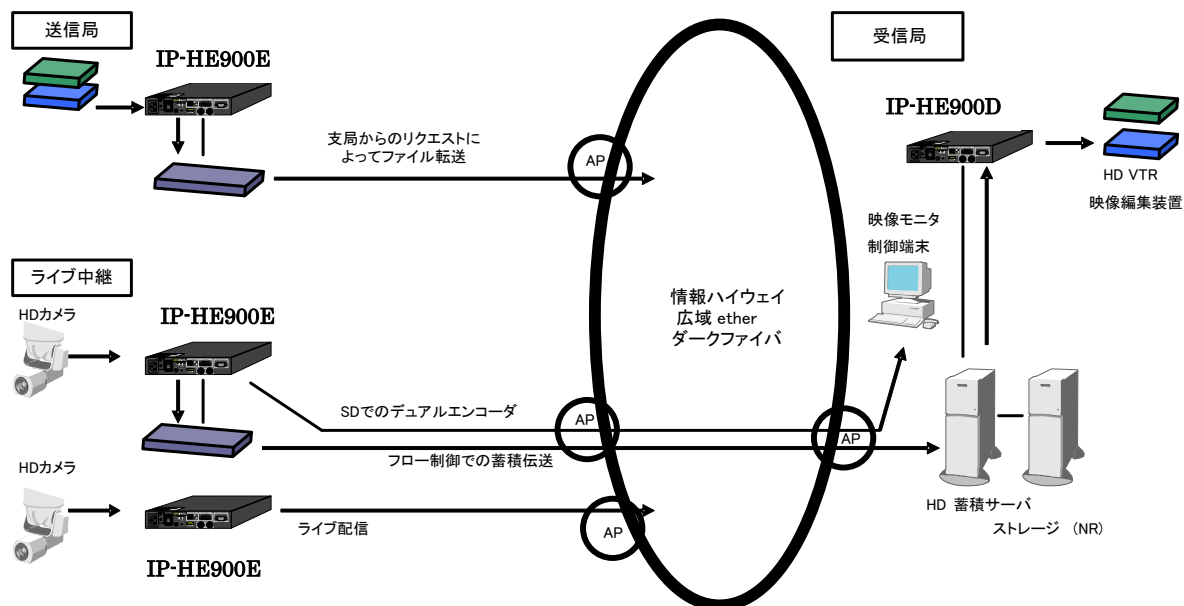 送信局
IP-HE900E
支局からのリクエストに
よってファイル転送
AP
受信局
IP-HE900D
HD VTR
映像編集装置
映像モニタ
制御端末
ライブ中継
HDカメラ
IP-HE900E
情報ハイウェイ
広域 ether
ダークファイバ
SDでのデュアルエンコーダ
AP
AP
フロー制御での蓄積伝送
HDカメラ
ライブ配信
AP
IP-HE900E
HD 蓄積サーバ
ストレージ (NR)